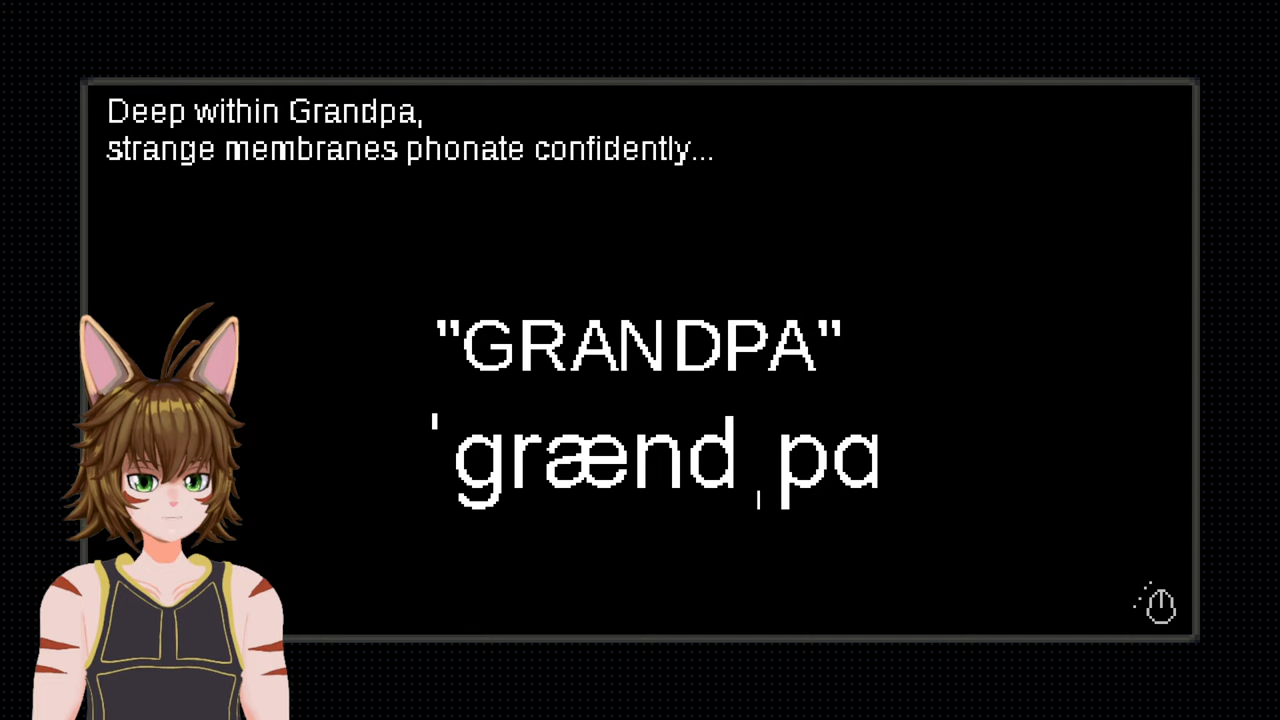 Deep within Grandpa,
strange membranes phonate confidently...
"GRANDPA"
ˈgrændˌpɑ